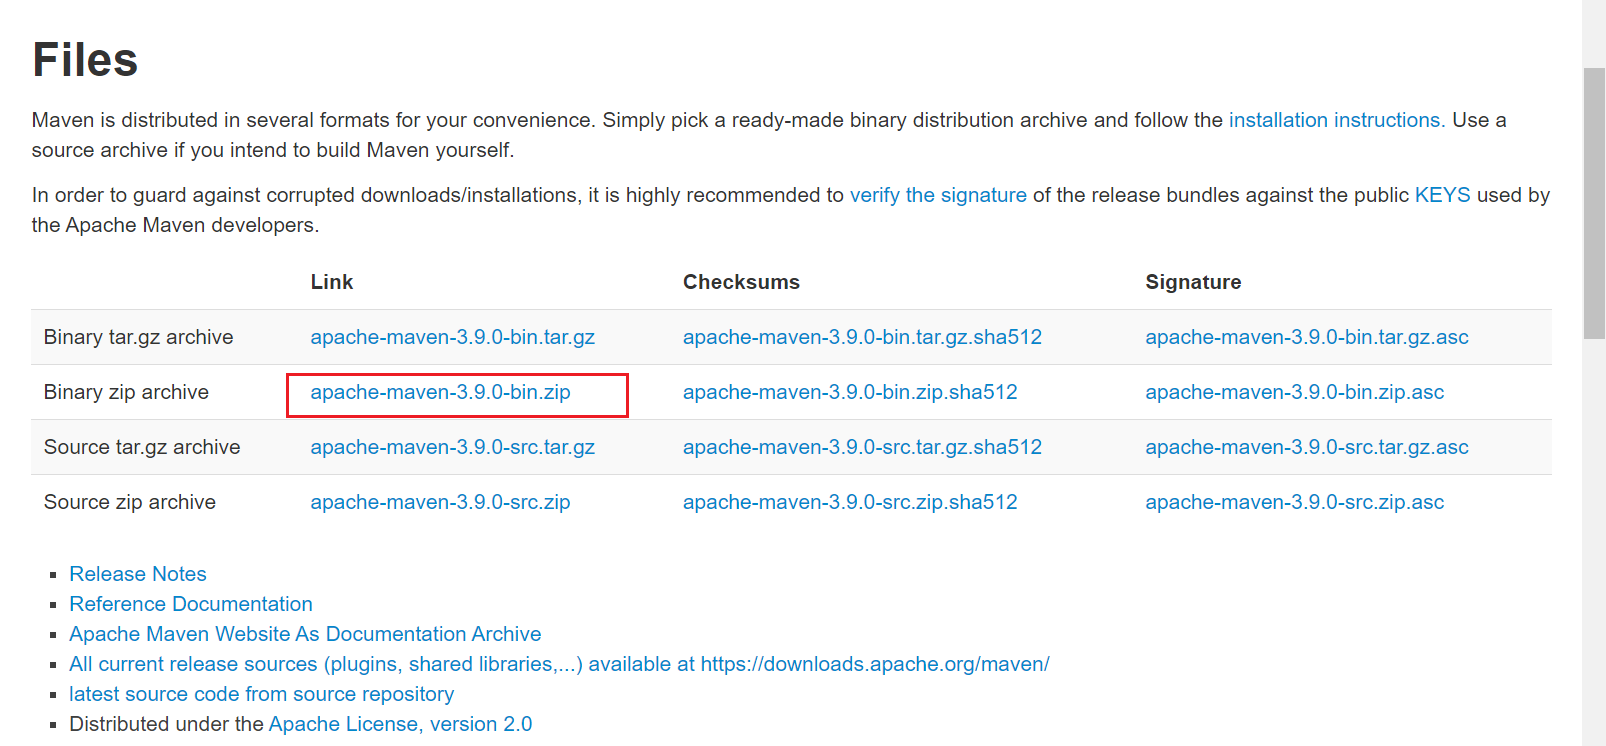 Files
Maven is distributed in several formats for your convenience. Simply pick a ready-made binary distribution archive and follow the installation instructions. Use a
source archive if you intend to build Maven yourself.
In order to guard against corrupted downloads/installations, it is highly recommended to verify the signature of the release bundles against the public KEYS used by
the Apache Maven developers.
Link Checksums Signature
Binary tar.gz archive apache-maven-3.9.0-bin.tar.gz apache-maven-3.9.0-bin.tar.gz.sha512 apache-maven-3.9.0-bin.tar.gz.asc
Binary zip archive apache-maven-3.9.0-bin.zip apache-maven-3.9.0-bin.zip.sha512 apache-maven-3.9.0-bin.zip.asc
Source tar.gz archive apache-maven-3.9.0-src.tar.gz apache-maven-3.9.0-src.tar.gz.sha512 apache-maven-3.9.0-src.tar.gz.asc
Source zip archive apache-maven-3.9.0-src.zip apache-maven-3.9.0-src.zip.sha512 apache-maven-3.9.0-src.zip.asc
Release Notes
Reference Documentation
Apache Maven Website As Documentation Archive
All current release sources (plugins, shared libraries,...) available at https://downloads.apache.org/maven/
latest source code from source repository
Distributed under the Apache License, version 2.0